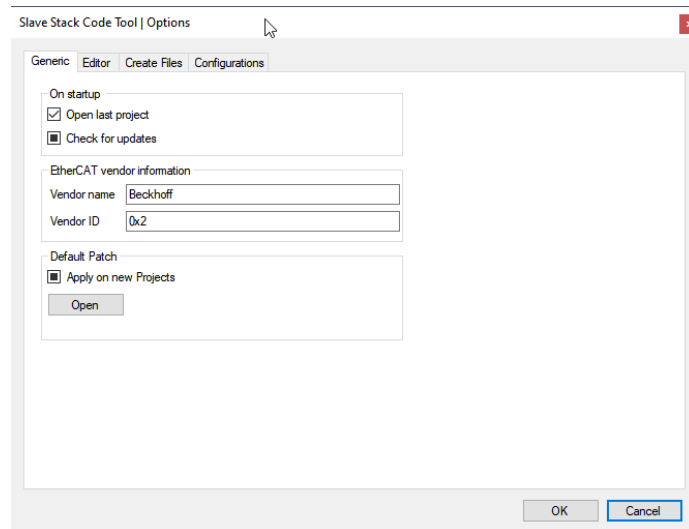 Slave Stack Code Tool | Options
Generic Editor Create Files Configurations
On startup
Open last project
Check for updates
EtherCAT vendor information
Vendor name Beckhoff
Vendor ID 0x2
Default Patch
Apply on new Projects
Open
OK Cancel